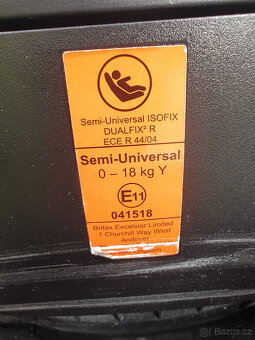 Semi-Universal ISOFIX
DUALFIX² R
ECE R 44/04
Semi-Universal
0 – 18 kg Y
E11
041518
Britax Excelsior Limited
1 Churchill Way West
Andover
Bazos.cz